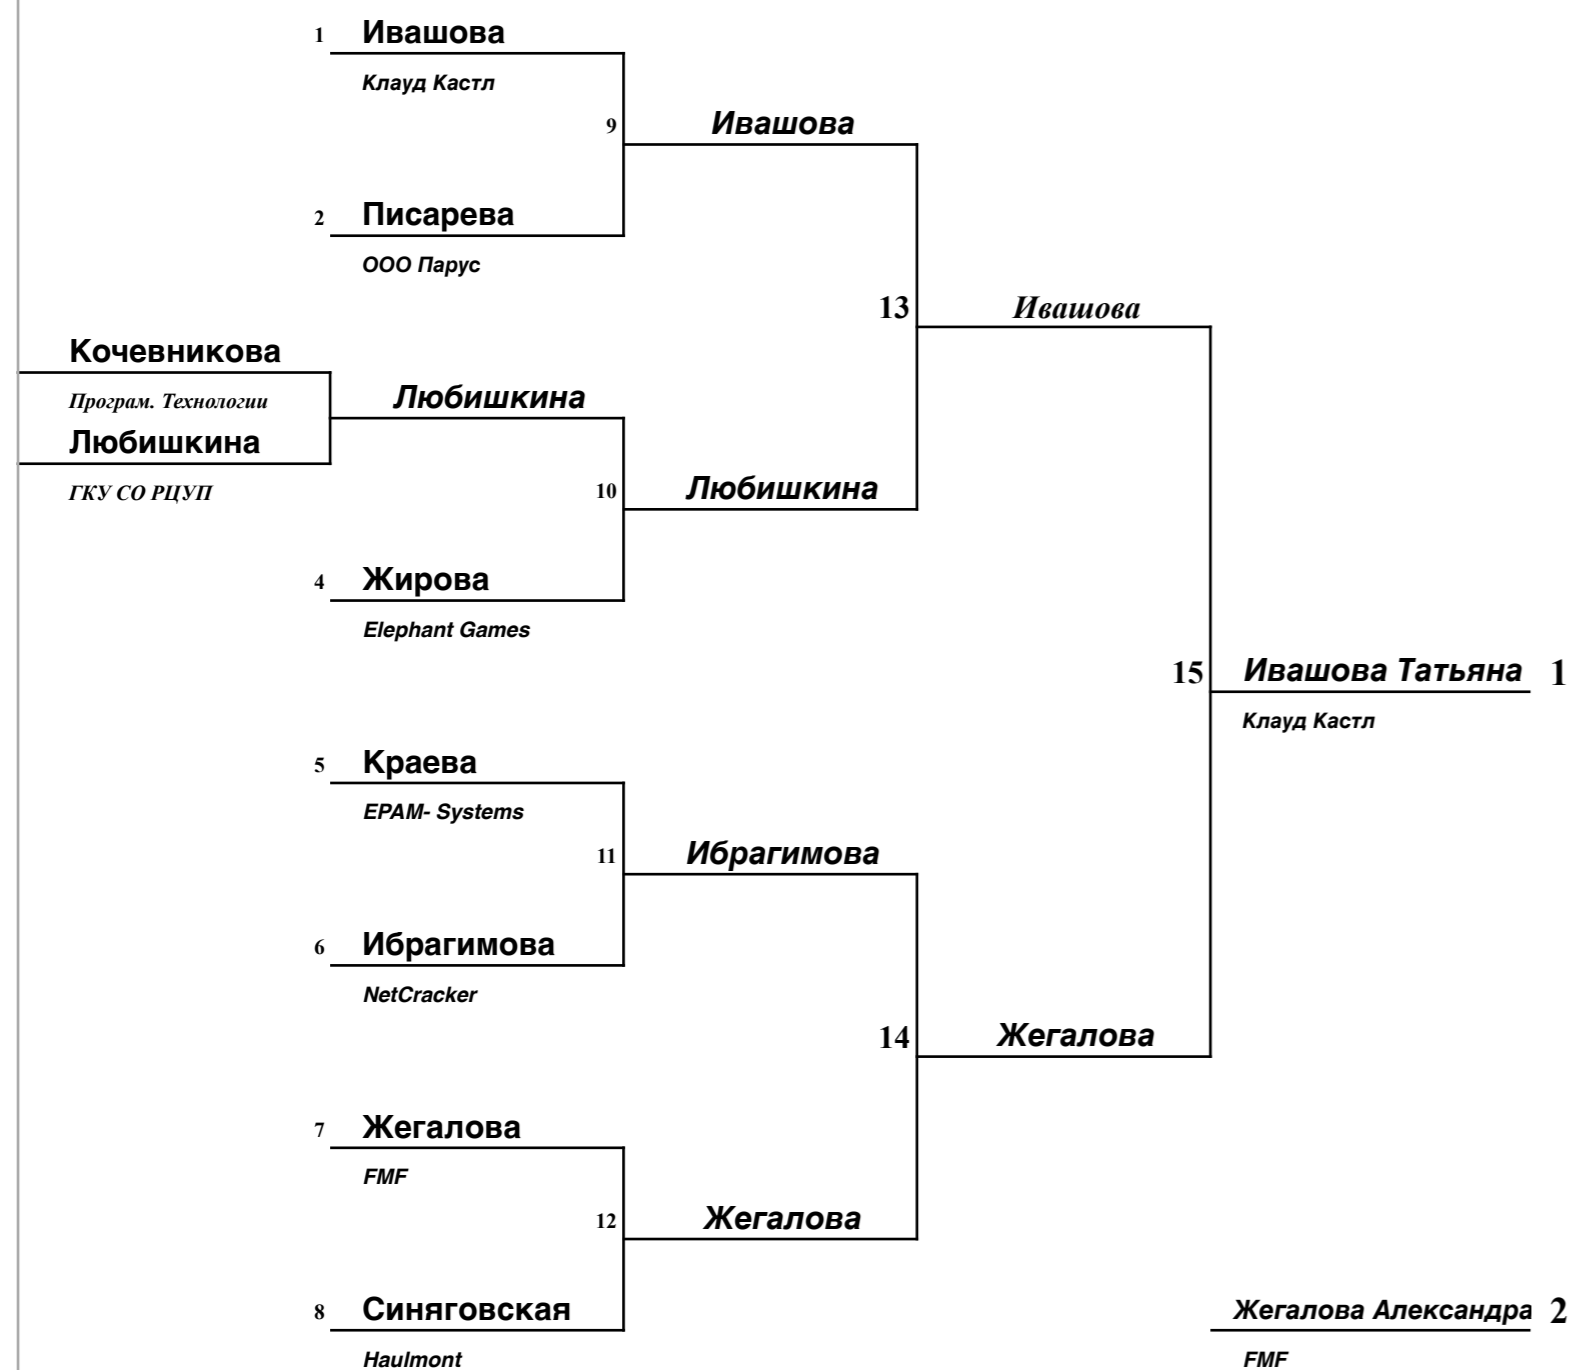 1 Ивашова
Клауд Кастл
9 Ивашова
2 Писарева
ООО Парус
13 Ивашова
Кочевникова
Програм. Технологии
Любишкина
Любишкина
ГКУ СО РЦУП
10 Любишкина
4 Жирова
Elephant Games
15 Ивашова Татьяна 1
Клауд Кастл
5 Краева
EPAM- Systems
11 Ибрагимова
6 Ибрагимова
NetCracker
14 Жегалова
7 Жегалова
FMF
12 Жегалова
8 Синяговская
Haulmont
Жегалова Александра 2
FMF